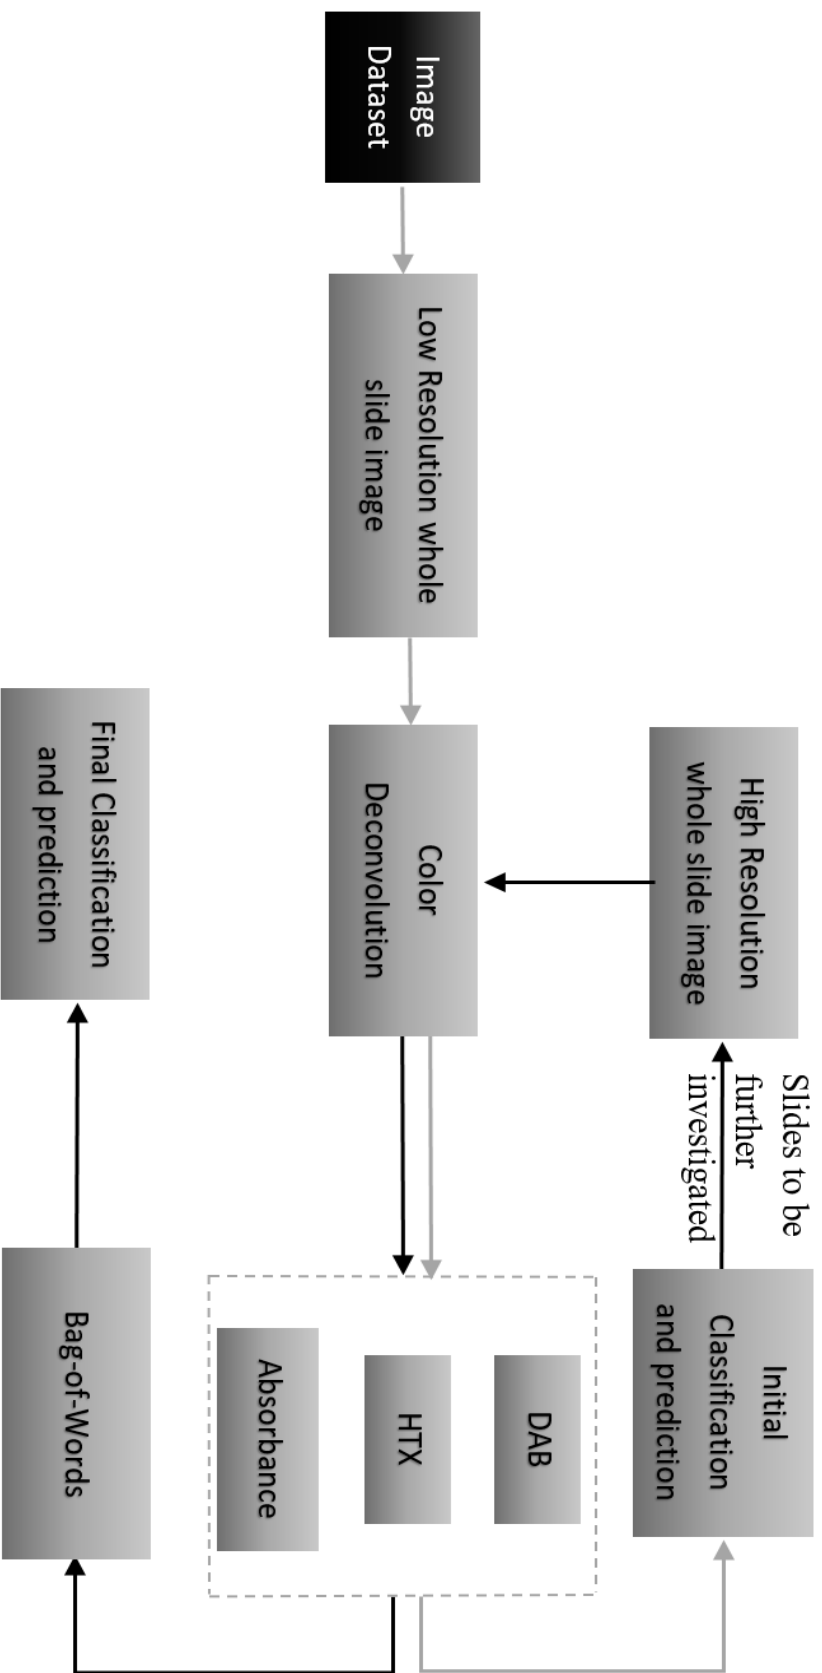 Image
Dataset
Low Resolution whole
slide image
Color
Deconvolution
High Resolution
whole slide image
Slides to be
further
investigated
Initial
Classification
and prediction
DAB
HTX
Absorbance
Bag-of-Words
Final Classification
and prediction